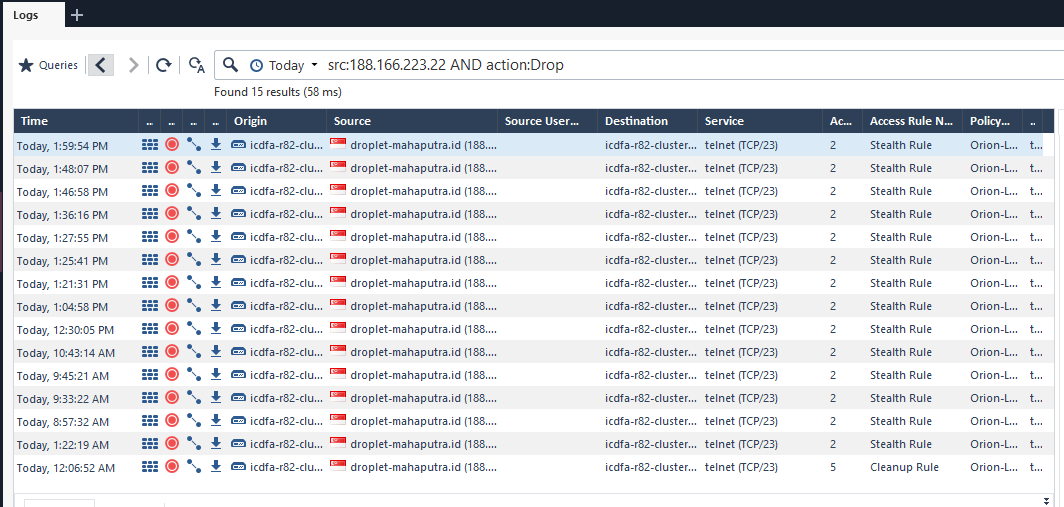 Logs
Queries Today src:188.166.223.22 AND action:Drop
Found 15 results (58 ms)
Time ... ... ... ... Origin Source Source User... Destination Service Ac... Access Rule N... Policy... ..
Today, 1:59:54 PM icdfa-r82-clu... droplet-mahaputra.id (188.... icdfa-r82-cluster... telnet (TCP/23) 2 Stealth Rule Orion-L... t...
Today, 1:48:07 PM icdfa-r82-clu... droplet-mahaputra.id (188.... icdfa-r82-cluster... telnet (TCP/23) 2 Stealth Rule Orion-L... t...
Today, 1:46:58 PM icdfa-r82-clu... droplet-mahaputra.id (188.... icdfa-r82-cluster... telnet (TCP/23) 2 Stealth Rule Orion-L... t...
Today, 1:36:16 PM icdfa-r82-clu... droplet-mahaputra.id (188.... icdfa-r82-cluster... telnet (TCP/23) 2 Stealth Rule Orion-L... t...
Today, 1:27:55 PM icdfa-r82-clu... droplet-mahaputra.id (188.... icdfa-r82-cluster... telnet (TCP/23) 2 Stealth Rule Orion-L... t...
Today, 1:25:41 PM icdfa-r82-clu... droplet-mahaputra.id (188.... icdfa-r82-cluster... telnet (TCP/23) 2 Stealth Rule Orion-L... t...
Today, 1:21:31 PM icdfa-r82-clu... droplet-mahaputra.id (188.... icdfa-r82-cluster... telnet (TCP/23) 2 Stealth Rule Orion-L... t...
Today, 1:04:58 PM icdfa-r82-clu... droplet-mahaputra.id (188.... icdfa-r82-cluster... telnet (TCP/23) 2 Stealth Rule Orion-L... t...
Today, 12:30:05 PM icdfa-r82-clu... droplet-mahaputra.id (188.... icdfa-r82-cluster... telnet (TCP/23) 2 Stealth Rule Orion-L... t...
Today, 10:43:14 AM icdfa-r82-clu... droplet-mahaputra.id (188.... icdfa-r82-cluster... telnet (TCP/23) 2 Stealth Rule Orion-L... t...
Today, 9:45:21 AM icdfa-r82-clu... droplet-mahaputra.id (188.... icdfa-r82-cluster... telnet (TCP/23) 2 Stealth Rule Orion-L... t...
Today, 9:33:22 AM icdfa-r82-clu... droplet-mahaputra.id (188.... icdfa-r82-cluster... telnet (TCP/23) 2 Stealth Rule Orion-L... t...
Today, 8:57:32 AM icdfa-r82-clu... droplet-mahaputra.id (188.... icdfa-r82-cluster... telnet (TCP/23) 2 Stealth Rule Orion-L... t...
Today, 1:22:19 AM icdfa-r82-clu... droplet-mahaputra.id (188.... icdfa-r82-cluster... telnet (TCP/23) 2 Stealth Rule Orion-L... t...
Today, 12:06:52 AM icdfa-r82-clu... droplet-mahaputra.id (188.... icdfa-r82-cluster... telnet (TCP/23) 5 Cleanup Rule Orion-L... t...